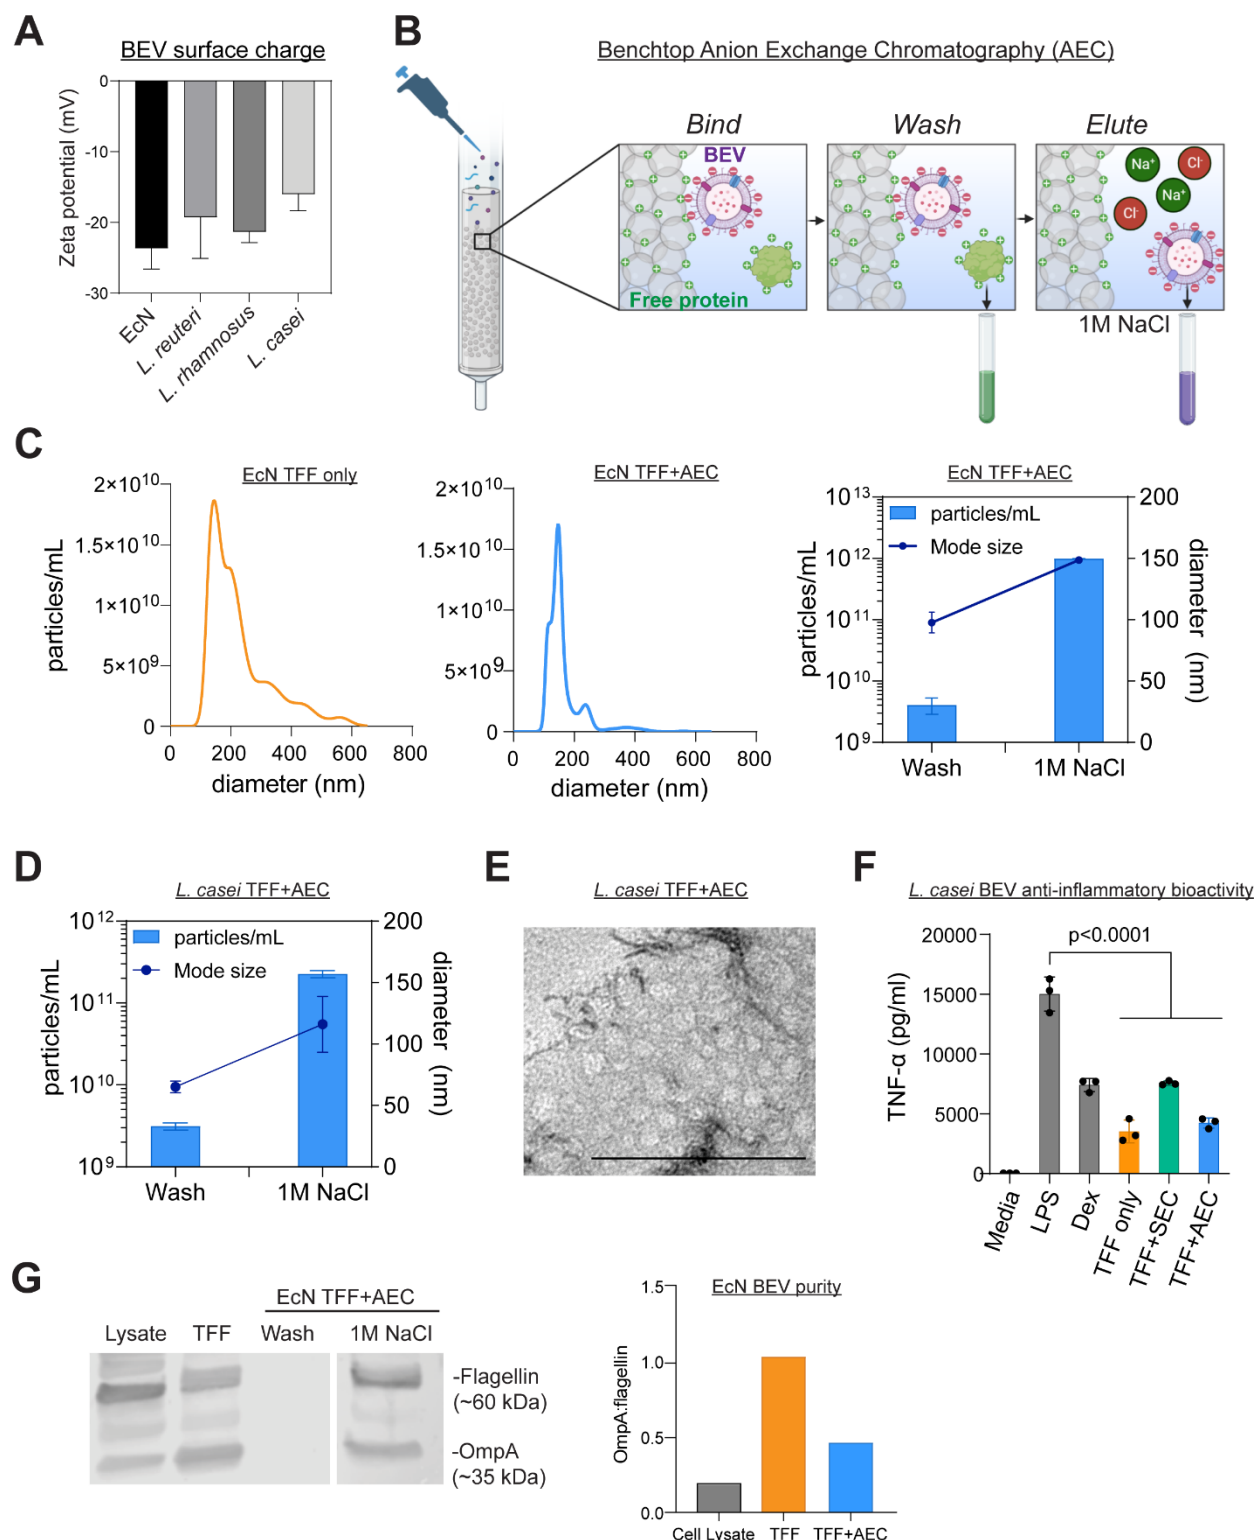 A
BEV surface charge
Zeta potential (mV)
0
-10
-20
-30
EcN
L. reuteri
L. rhamnosus
L. casei
B
Benchtop Anion Exchange Chromatography (AEC)
Bind
Wash
Elute
BEV
Free protein
Na⁺
Cl⁻
Na⁺
Cl⁻
1M NaCl
C
EcN TFF only
particles/mL
2×10¹⁰
1.5×10¹⁰
1×10¹⁰
5×10⁹
0
0 200 400 600 800
diameter (nm)
EcN TFF+AEC
2×10¹⁰
1.5×10¹⁰
1×10¹⁰
5×10⁹
0
0 200 400 600 800
diameter (nm)
EcN TFF+AEC
particles/mL
10¹³
10¹²
10¹¹
10¹⁰
10⁹
particles/mL
Mode size
200
150
100
50
0
diameter (nm)
Wash 1M NaCl
D
L. casei TFF+AEC
particles/mL
10¹²
10¹¹
10¹⁰
10⁹
particles/mL
Mode size
200
150
100
50
0
diameter (nm)
Wash 1M NaCl
E
L. casei TFF+AEC
F
L. casei BEV anti-inflammatory bioactivity
TNF-α (pg/ml)
20000
15000
10000
5000
0
p<0.0001
Media
LPS
Dex
TFF only
TFF+SEC
TFF+AEC
G
EcN TFF+AEC
Lysate TFF Wash 1M NaCl
-Flagellin
(~60 kDa)
-OmpA
(~35 kDa)
EcN BEV purity
OmpA:flagellin
1.5
1.0
0.5
0.0
Cell Lysate TFF TFF+AEC